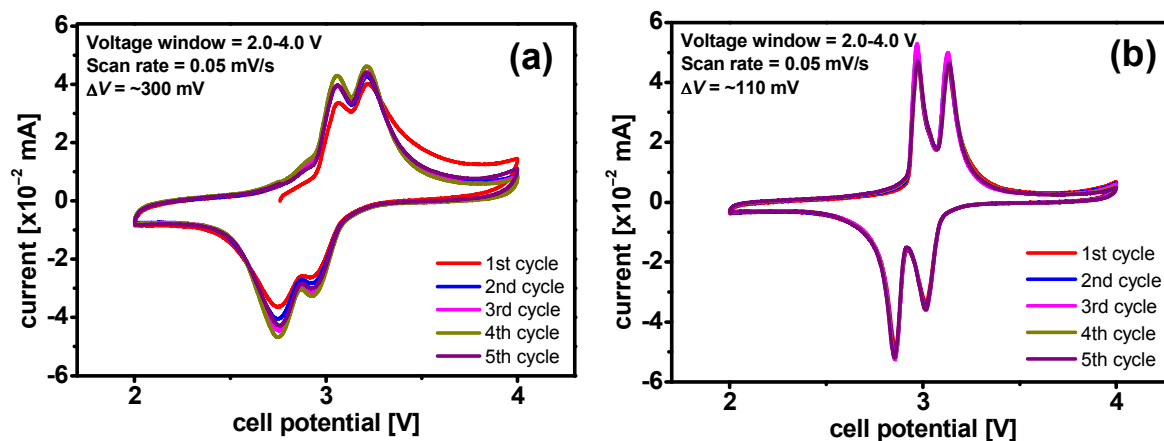 Voltage window = 2.0-4.0 V
Scan rate = 0.05 mV/s
ΔV = ~300 mV
(a)
6
4
2
0
-2
-4
-6
current [x10⁻² mA]
1st cycle
2nd cycle
3rd cycle
4th cycle
5th cycle
2
3
4
cell potential [V]
Voltage window = 2.0-4.0 V
Scan rate = 0.05 mV/s
ΔV = ~110 mV
(b)
6
4
2
0
-2
-4
-6
current [x10⁻² mA]
1st cycle
2nd cycle
3rd cycle
4th cycle
5th cycle
2
3
4
cell potential [V]